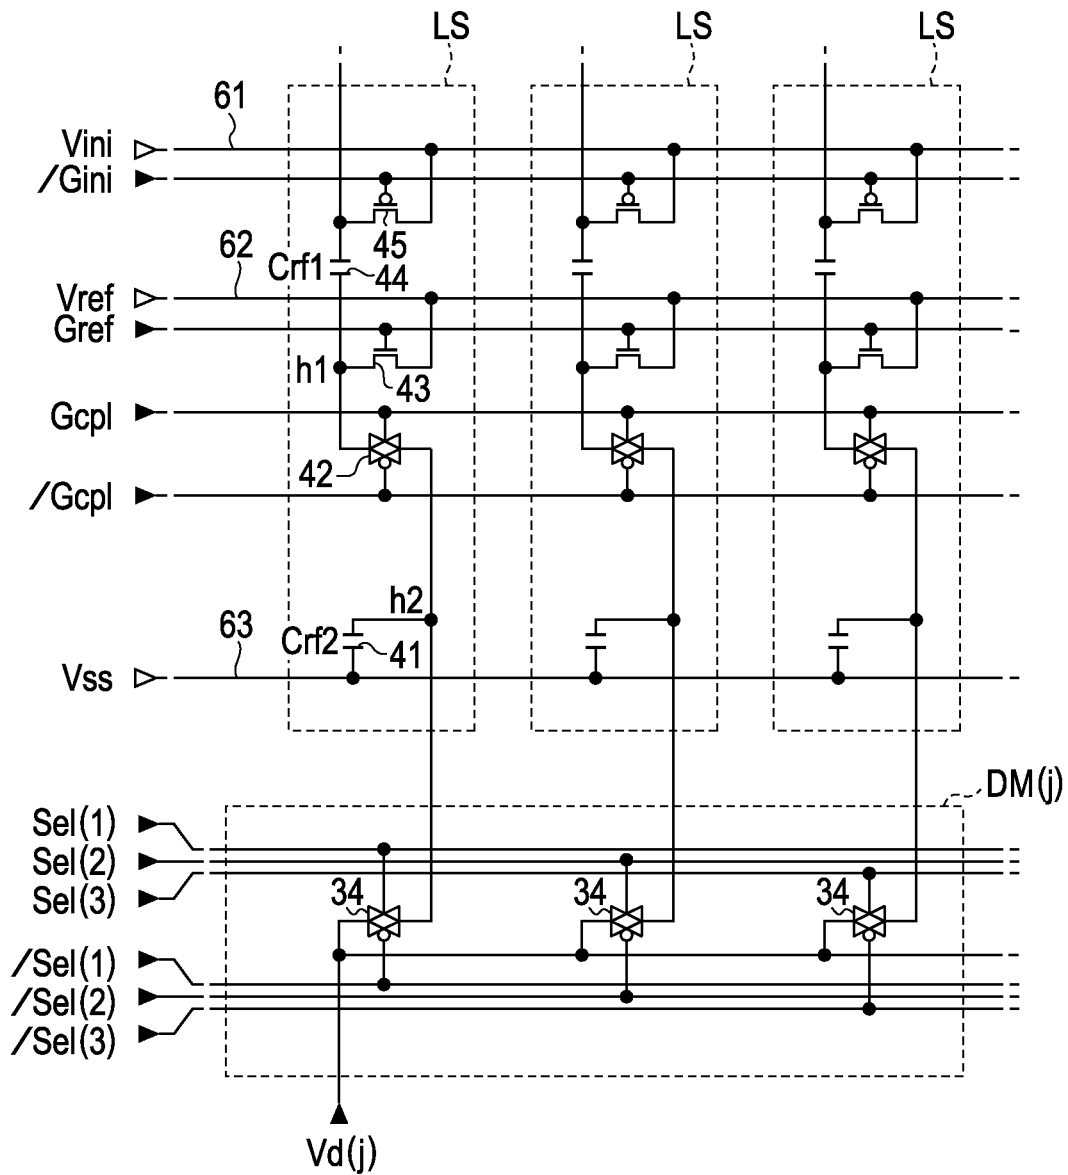 LS LS LS
61
Vini
/Gini
45
62
Crf1 44
Vref
Gref
h1 43
Gcpl
42
/Gcpl
h2
63 Crf2 41
Vss
DM(j)
Sel(1)
Sel(2)
Sel(3)
34 34 34
/Sel(1)
/Sel(2)
/Sel(3)
Vd(j)